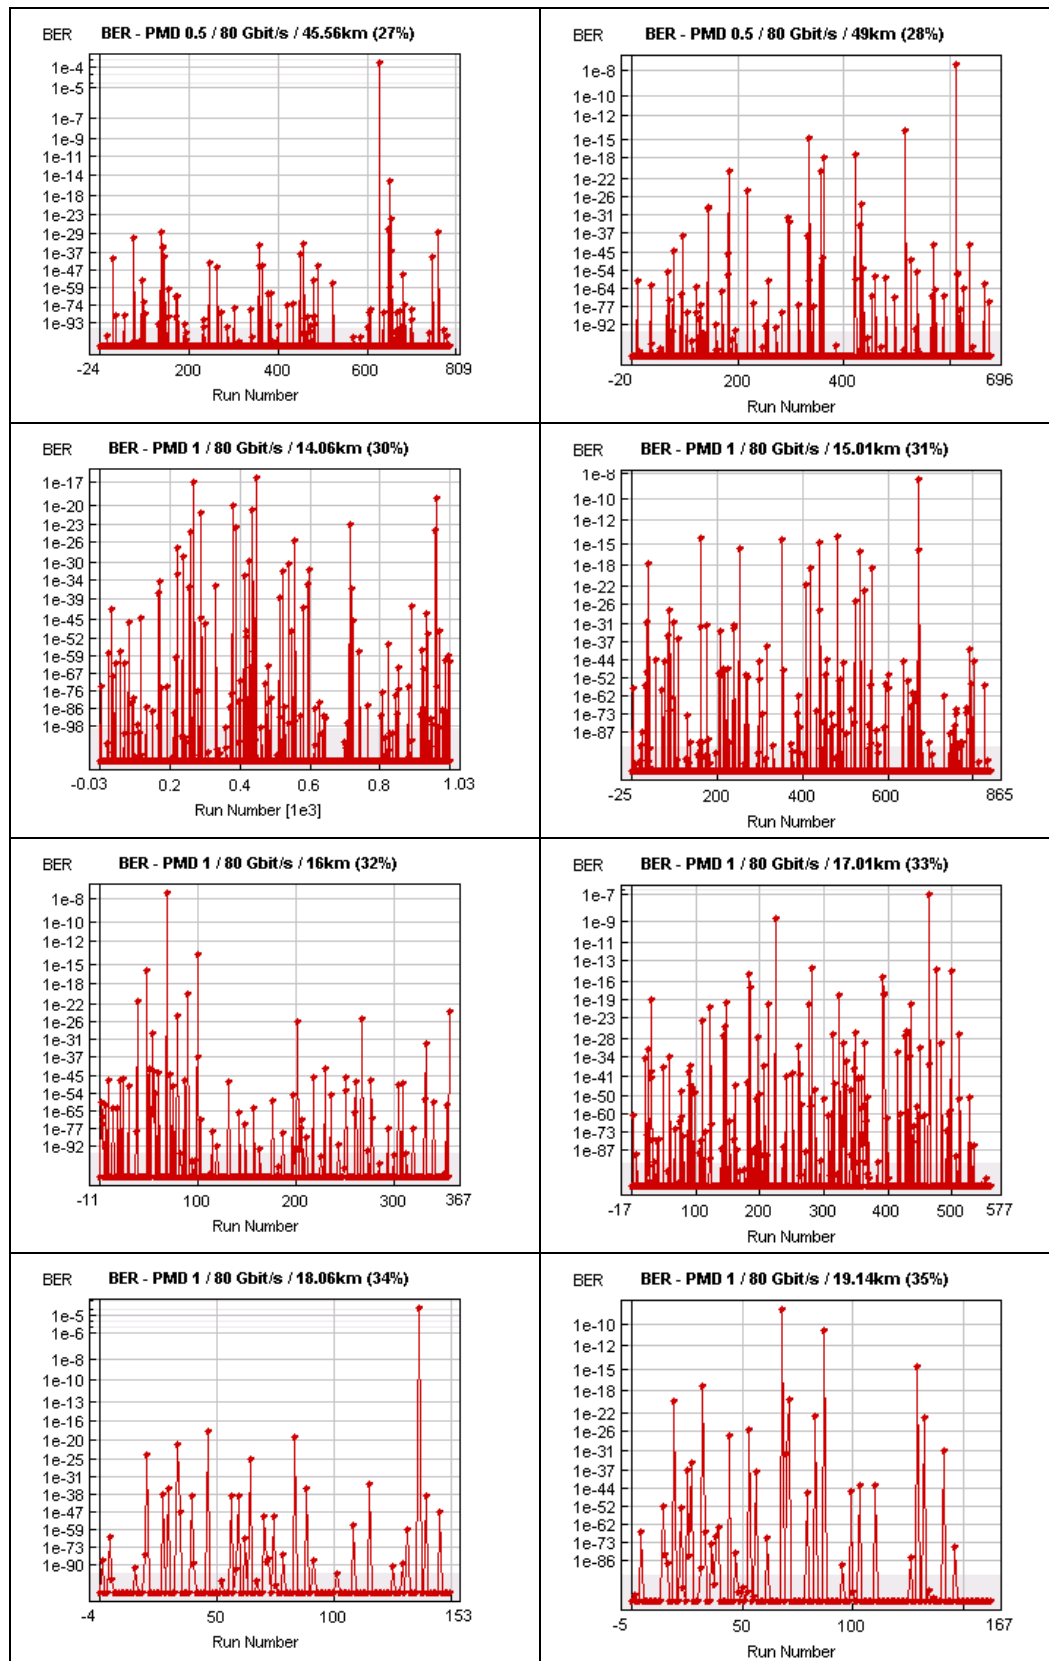 BER BER - PMD 0.5 / 80 Gbit/s / 45.56km (27%)
1e-4
1e-5
1e-7
1e-9
1e-11
1e-14
1e-18
1e-23
1e-29
1e-37
1e-47
1e-59
1e-74
1e-93
-24 200 400 600 809
Run Number
BER BER - PMD 0.5 / 80 Gbit/s / 49km (28%)
1e-8
1e-10
1e-12
1e-15
1e-18
1e-22
1e-26
1e-31
1e-37
1e-45
1e-54
1e-64
1e-77
1e-92
-20 200 400 696
Run Number
BER BER - PMD 1 / 80 Gbit/s / 14.06km (30%)
1e-17
1e-20
1e-23
1e-26
1e-30
1e-34
1e-39
1e-45
1e-52
1e-59
1e-67
1e-76
1e-86
1e-98
-0.03 0.2 0.4 0.6 0.8 1.03
Run Number [1e3]
BER BER - PMD 1 / 80 Gbit/s / 15.01km (31%)
1e-8
1e-10
1e-12
1e-15
1e-18
1e-22
1e-26
1e-31
1e-37
1e-44
1e-52
1e-62
1e-73
1e-87
-25 200 400 600 865
Run Number
BER BER - PMD 1 / 80 Gbit/s / 16km (32%)
1e-8
1e-10
1e-12
1e-15
1e-18
1e-22
1e-26
1e-31
1e-37
1e-45
1e-54
1e-65
1e-77
1e-92
-11 100 200 300 367
Run Number
BER BER - PMD 1 / 80 Gbit/s / 17.01km (33%)
1e-7
1e-9
1e-11
1e-13
1e-16
1e-19
1e-23
1e-28
1e-34
1e-41
1e-50
1e-60
1e-73
1e-87
-17 100 200 300 400 500 577
Run Number
BER BER - PMD 1 / 80 Gbit/s / 18.06km (34%)
1e-5
1e-6
1e-8
1e-10
1e-13
1e-16
1e-20
1e-25
1e-31
1e-38
1e-47
1e-59
1e-73
1e-90
-4 50 100 153
Run Number
BER BER - PMD 1 / 80 Gbit/s / 19.14km (35%)
1e-10
1e-12
1e-15
1e-18
1e-22
1e-26
1e-31
1e-37
1e-44
1e-52
1e-62
1e-73
1e-86
-5 50 100 167
Run Number